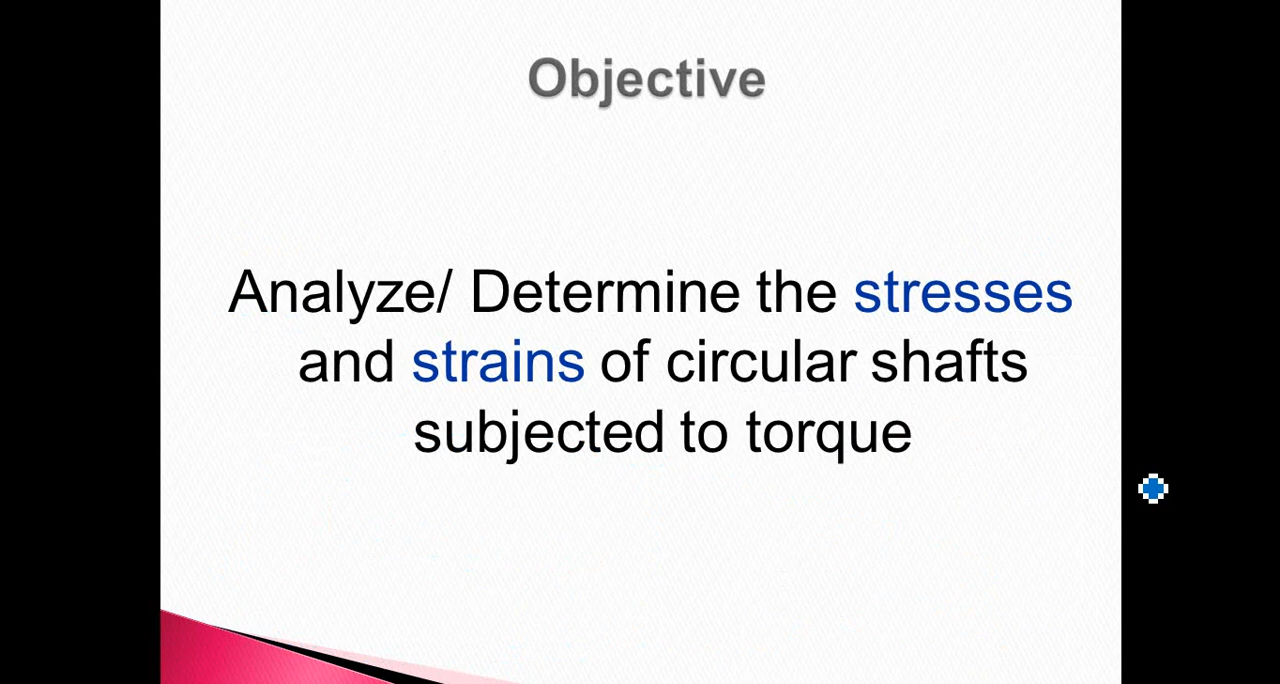 Objective
Analyze/ Determine the stresses
and strains of circular shafts
subjected to torque